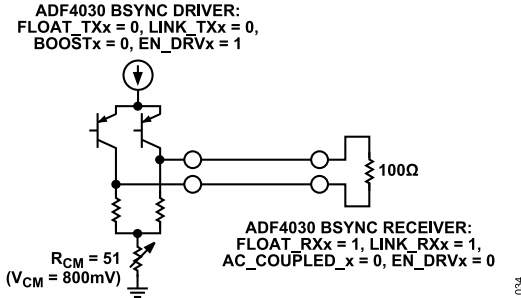 ADF4030 BSYNC DRIVER:
FLOAT_TXx = 0, LINK_TXx = 0,
BOOSTx = 0, EN_DRVx = 1
100Ω
ADF4030 BSYNC RECEIVER:
FLOAT_RXx = 1, LINK_RXx = 1,
AC_COUPLED_x = 0, EN_DRVx = 0
RCM = 51
(VCM = 800mV)
034